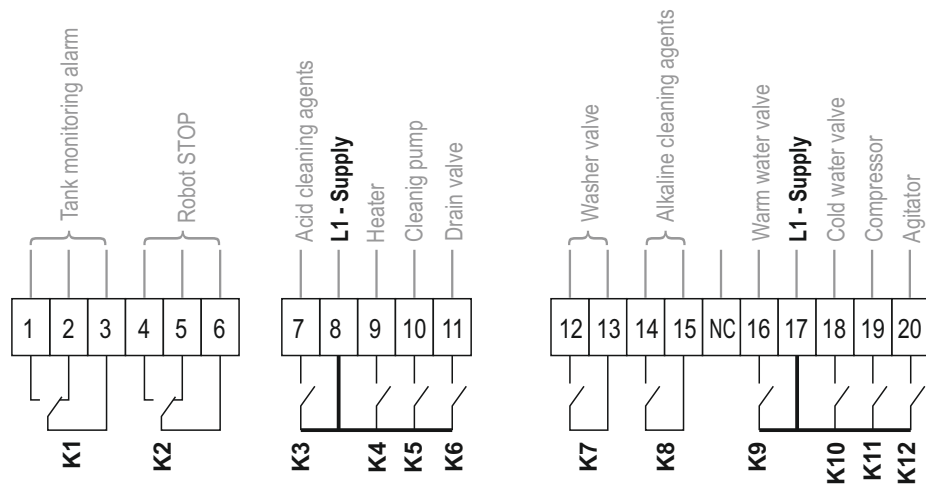 Tank monitoring alarm
Robot STOP
Acid cleaning agents
L1 - Supply
Heater
Cleanig pump
Drain valve
Washer valve
Alkaline cleaning agents
Warm water valve
L1 - Supply
Cold water valve
Compressor
Agitator
1 2 3 4 5 6 7 8 9 10 11 12 13 14 15 NC 16 17 18 19 20
K1 K2 K3 K4 K5 K6 K7 K8 K9 K10 K11 K12